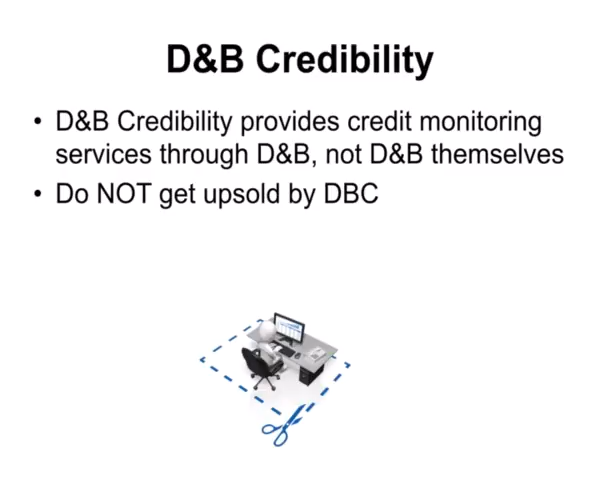 D&B Credibility
• D&B Credibility provides credit monitoring
services through D&B, not D&B themselves
• Do NOT get upsold by DBC